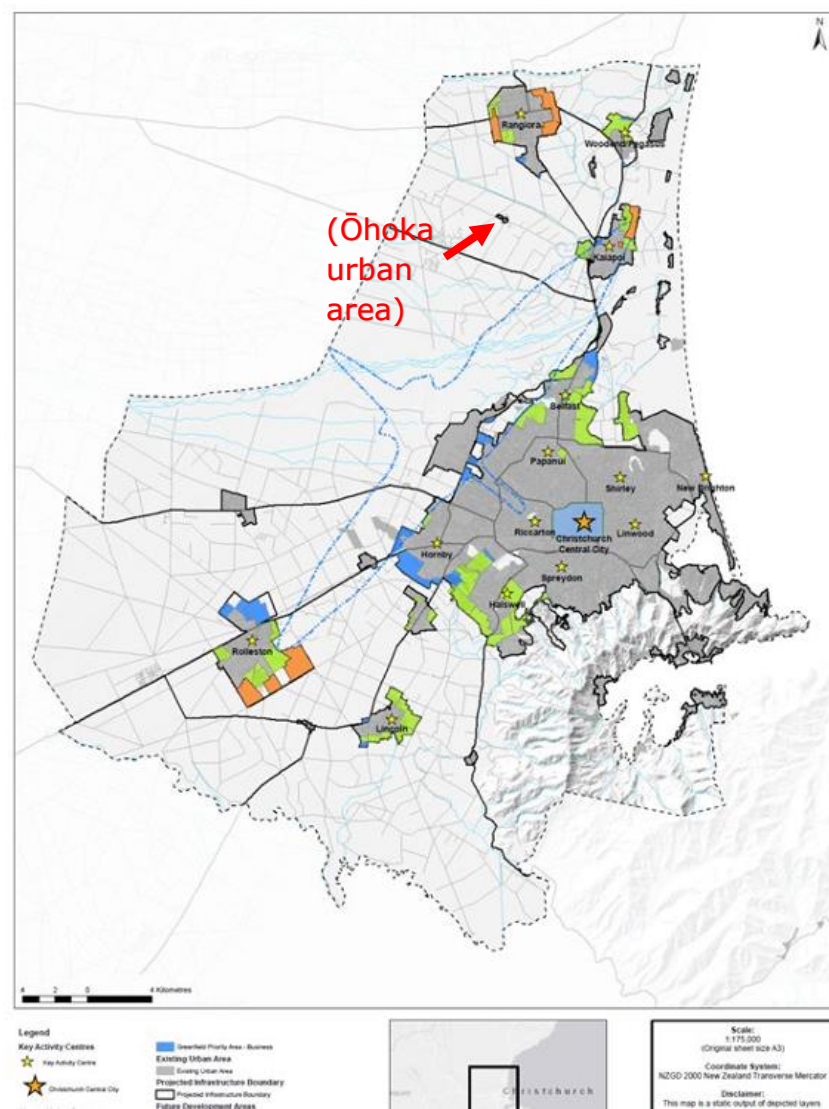 N
Rangiora
Woodend/Pegasus
(Ōhoka
urban
area)
Kaiapoi
Belfast
Papanui
Shirley
New Brighton
Riccarton
Christchurch
Central City
Linwood
Hornby
Spreydon
Halswell
Rolleston
Lincoln
4 2 0 4 Kilometres
Legend
Key Activity Centres
Key Activity Centre
Christchurch Central City
Greenfield Priority Area - Business
Existing Urban Area
Existing Urban Area
Projected Infrastructure Boundary
Projected Infrastructure Boundary
Future Development Areas
Christchurch
Scale:
1:175,000
(Original sheet size A3)
Coordinate System:
NZGD 2000 New Zealand Transverse Mercator
Disclaimer:
This map is a static output of depicted layers